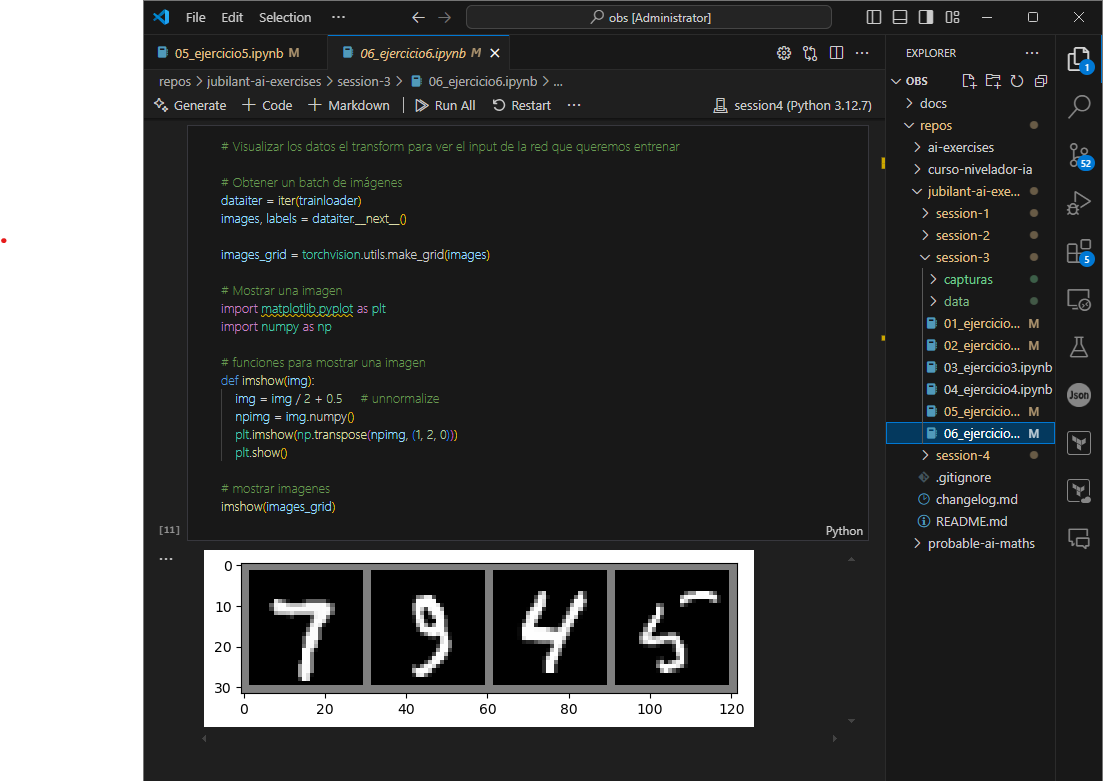 File Edit Selection ··· obs [Administrator]
05_ejercicio5.ipynb M 06_ejercicio6.ipynb M
repos > jubilant-ai-exercises > session-3 > 06_ejercicio6.ipynb > ...
Generate + Code + Markdown | Run All Restart ··· session4 (Python 3.12.7)
# Visualizar los datos el transform para ver el input de la red que queremos entrenar
# Obtener un batch de imágenes
dataiter = iter(trainloader)
images, labels = dataiter.__next__()
images_grid = torchvision.utils.make_grid(images)
# Mostrar una imagen
import matplotlib.pyplot as plt
import numpy as np
# funciones para mostrar una imagen
def imshow(img):
img = img / 2 + 0.5 # unnormalize
npimg = img.numpy()
plt.imshow(np.transpose(npimg, (1, 2, 0)))
plt.show()
# mostrar imagenes
imshow(images_grid)
[11]
Python
0
10
20
30
7 9 4 5
0 20 40 60 80 100 120
EXPLORER
OBS
docs
repos
ai-exercises
curso-nivelador-ia
jubilant-ai-exe...
session-1
session-2
session-3
capturas
data
01_ejercicio... M
02_ejercicio... M
03_ejercicio3.ipynb
04_ejercicio4.ipynb
05_ejercicio... M
06_ejercicio... M
session-4
.gitignore
changelog.md
README.md
probable-ai-maths
1
52
5
Json